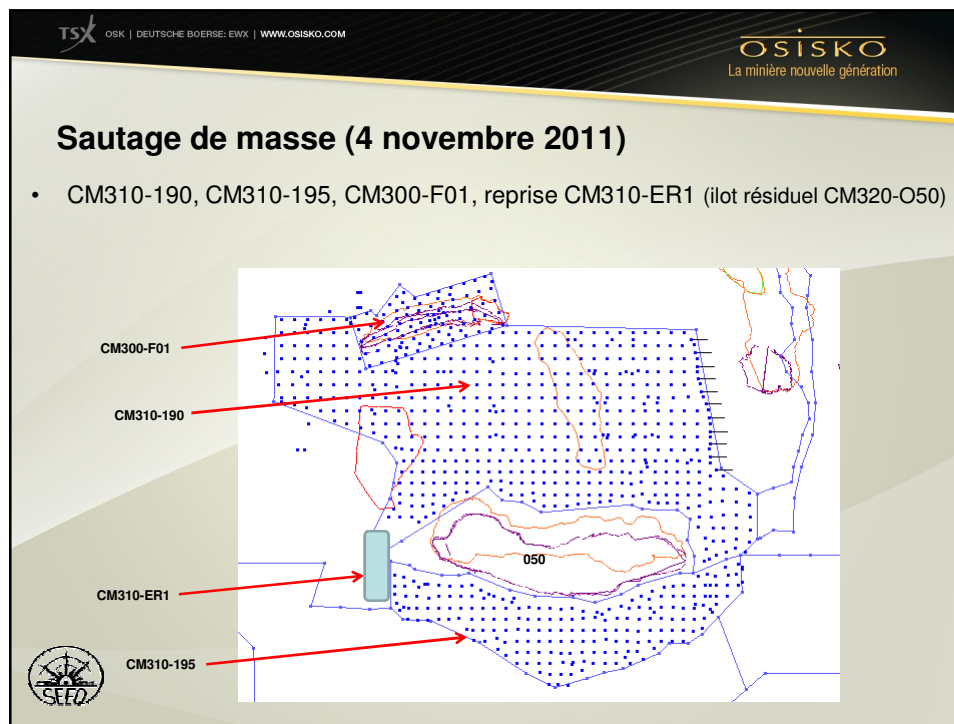 TSX OSK | DEUTSCHE BOERSE: EWX | WWW.OSISKO.COM
OSISKO
La minière nouvelle génération
Sautage de masse (4 novembre 2011)
• CM310-190, CM310-195, CM300-F01, reprise CM310-ER1 (ilot résiduel CM320-O50)
CM300-F01
CM310-190
050
CM310-ER1
CM310-195
SEEQ